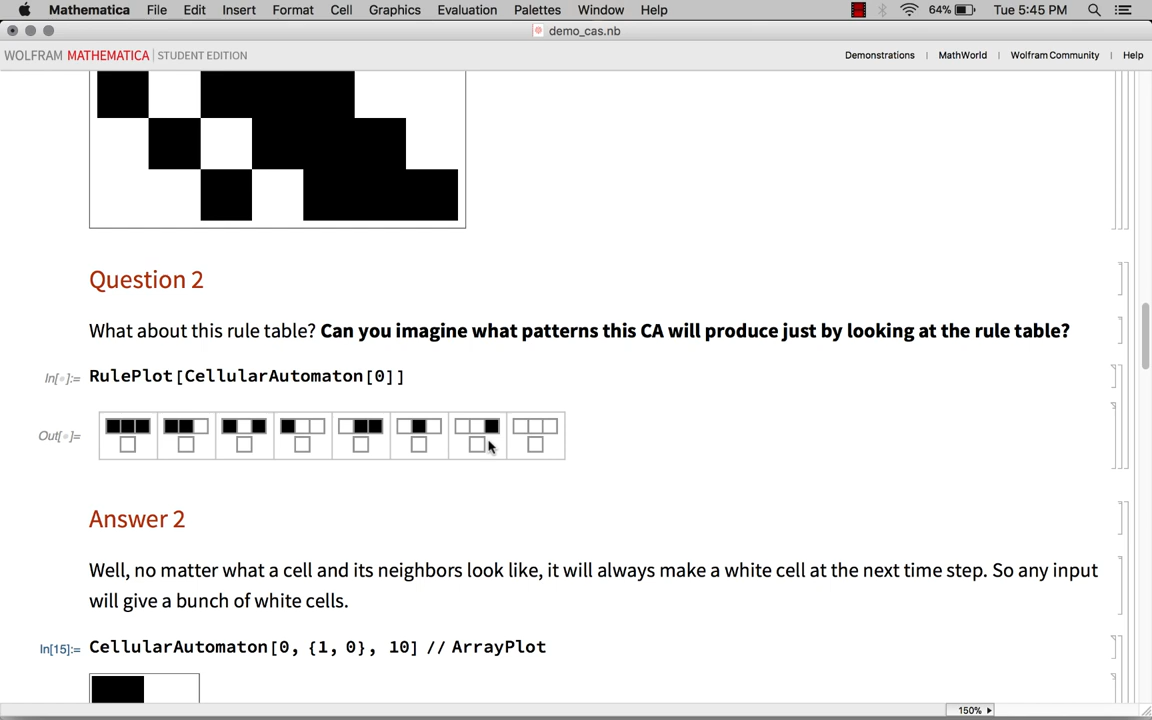 Mathematica File Edit Insert Format Cell Graphics Evaluation Palettes Window Help 64% Tue 5:45 PM
demo_cas.nb
WOLFRAM MATHEMATICA | STUDENT EDITION Demonstrations | MathWorld | Wolfram Community | Help
Question 2
What about this rule table? Can you imagine what patterns this CA will produce just by looking at the rule table?
In[∘]:= RulePlot[CellularAutomaton[0]]
Out[∘]=
Answer 2
Well, no matter what a cell and its neighbors look like, it will always make a white cell at the next time step. So any input
will give a bunch of white cells.
In[15]:= CellularAutomaton[0, {1, 0}, 10] // ArrayPlot
150%